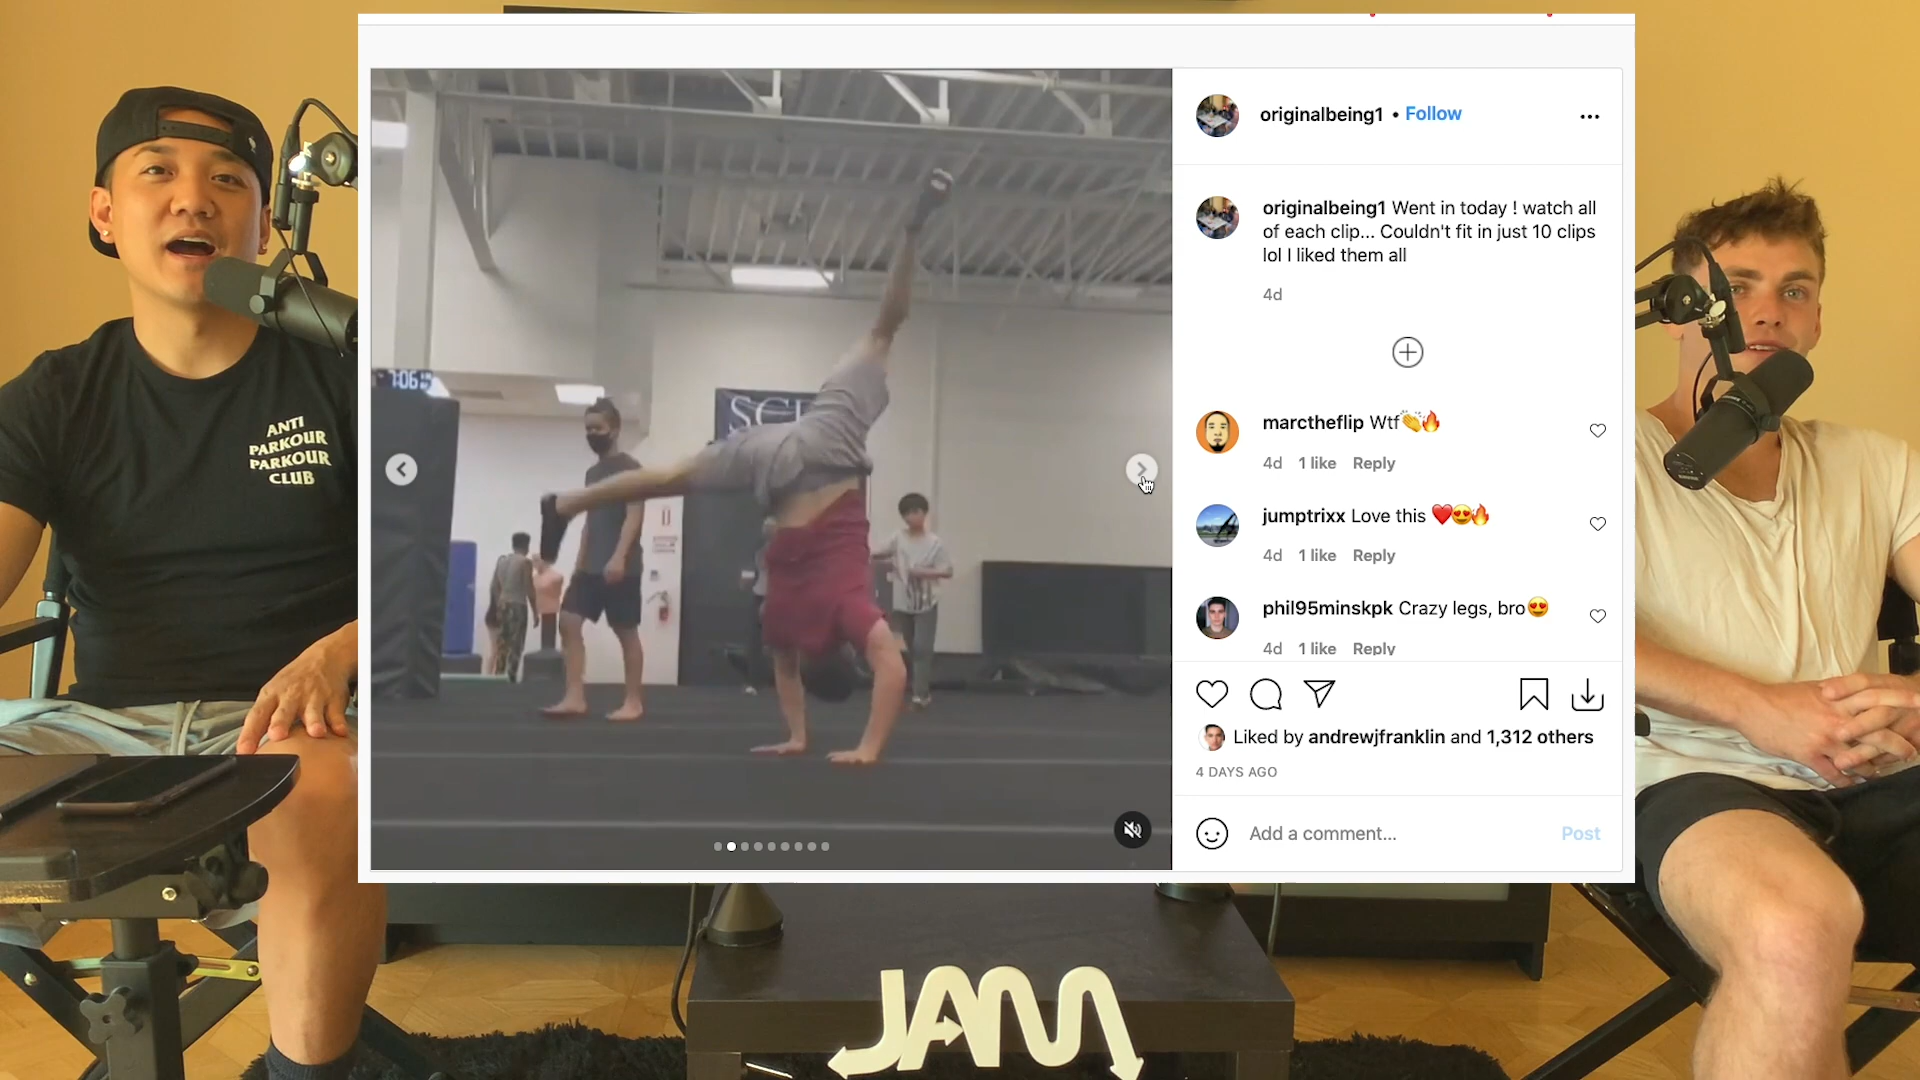 ANTI
PARKOUR
PARKOUR
CLUB
7:06
originalbeing1 • Follow
originalbeing1 Went in today ! watch all
of each clip... Couldn't fit in just 10 clips
lol I liked them all
4d
marctheflip Wtf👏🔥
4d 1 like Reply
jumptrixx Love this ❤️😍🔥
4d 1 like Reply
phil95minskpk Crazy legs, bro😍
4d 1 like Reply
Liked by andrewjfranklin and 1,312 others
4 DAYS AGO
Add a comment... Post
JAM